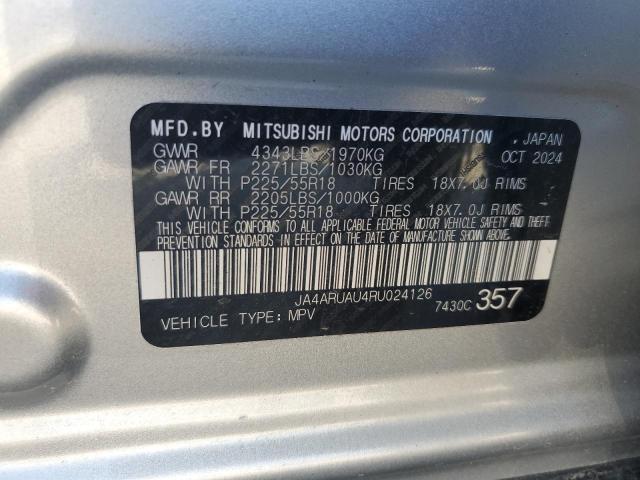 MFD.BY MITSUBISHI MOTORS CORPORATION , JAPAN
GVWR 4343LBS/1970KG OCT 2024
GAWR FR 2271LBS/1030KG
WITH P225/55R18 TIRES 18X7.0J RIMS
GAWR RR 2205LBS/1000KG
WITH P225/55R18 TIRES 18X7.0J RIMS
THIS VEHICLE CONFORMS TO ALL APPLICABLE FEDERAL MOTOR VEHICLE SAFETY AND THEFT
PREVENTION STANDARDS IN EFFECT ON THE DATE OF MANUFACTURE SHOWN ABOVE.
JA4ARUAU4RU024126
VEHICLE TYPE: MPV 7430C 357